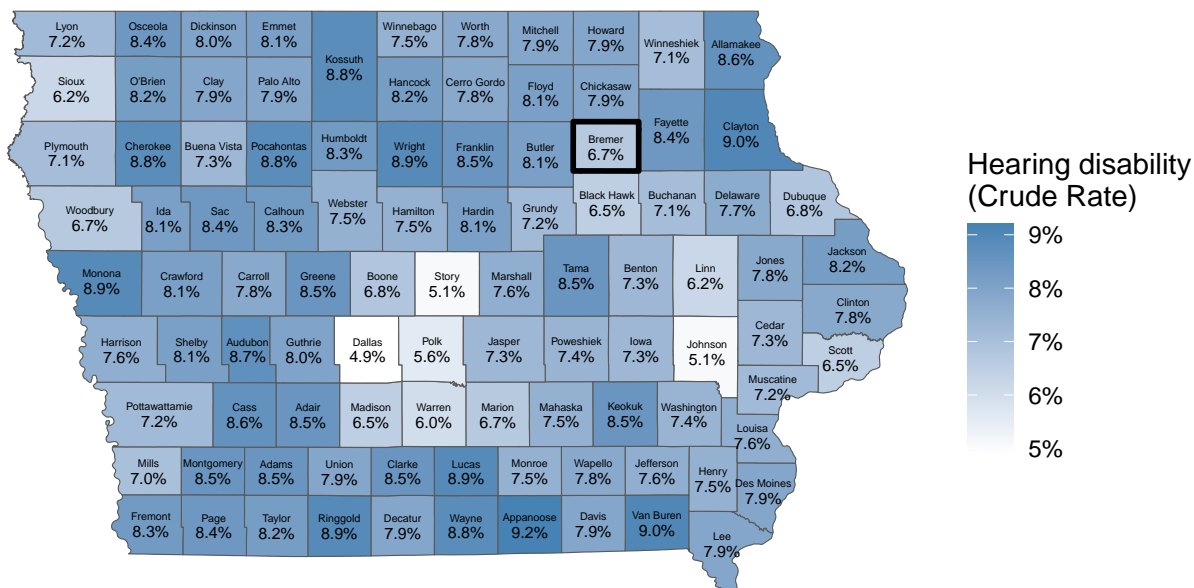 Lyon
7.2%
Osceola
8.4%
Dickinson
8.0%
Emmet
8.1%
Kossuth
8.8%
Winnebago
7.5%
Worth
7.8%
Mitchell
7.9%
Howard
7.9%
Winneshiek
7.1%
Allamakee
8.6%
Sioux
6.2%
O'Brien
8.2%
Clay
7.9%
Palo Alto
7.9%
Hancock
8.2%
Cerro Gordo
7.8%
Floyd
8.1%
Chickasaw
7.9%
Plymouth
7.1%
Cherokee
8.8%
Buena Vista
7.3%
Pocahontas
8.8%
Humboldt
8.3%
Wright
8.9%
Franklin
8.5%
Butler
8.1%
Bremer
6.7%
Fayette
8.4%
Clayton
9.0%
Woodbury
6.7%
Ida
8.1%
Sac
8.4%
Calhoun
8.3%
Webster
7.5%
Hamilton
7.5%
Hardin
8.1%
Grundy
7.2%
Black Hawk
6.5%
Buchanan
7.1%
Delaware
7.7%
Dubuque
6.8%
Monona
8.9%
Crawford
8.1%
Carroll
7.8%
Greene
8.5%
Boone
6.8%
Story
5.1%
Marshall
7.6%
Tama
8.5%
Benton
7.3%
Linn
6.2%
Jones
7.8%
Jackson
8.2%
Clinton
7.8%
Harrison
7.6%
Shelby
8.1%
Audubon
8.7%
Guthrie
8.0%
Dallas
4.9%
Polk
5.6%
Jasper
7.3%
Poweshiek
7.4%
Iowa
7.3%
Johnson
5.1%
Cedar
7.3%
Scott
6.5%
Muscatine
7.2%
Pottawattamie
7.2%
Cass
8.6%
Adair
8.5%
Madison
6.5%
Warren
6.0%
Marion
6.7%
Mahaska
7.5%
Keokuk
8.5%
Washington
7.4%
Louisa
7.6%
Mills
7.0%
Montgomery
8.5%
Adams
8.5%
Union
7.9%
Clarke
8.5%
Lucas
8.9%
Monroe
7.5%
Wapello
7.8%
Jefferson
7.6%
Henry
7.5%
Des Moines
7.9%
Fremont
8.3%
Page
8.4%
Taylor
8.2%
Ringgold
8.9%
Decatur
7.9%
Wayne
8.8%
Appanoose
9.2%
Davis
7.9%
Van Buren
9.0%
Lee
7.9%
Hearing disability
(Crude Rate)
9%
8%
7%
6%
5%